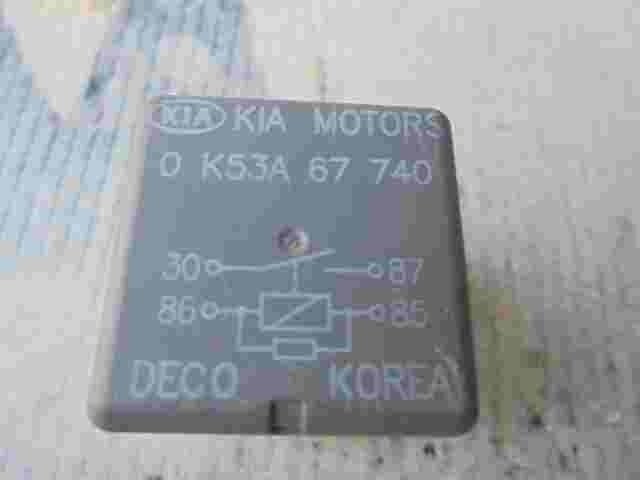 KIA KIA MOTORS
0 K53A 67 740
30 87
86 85
DECO KOREA